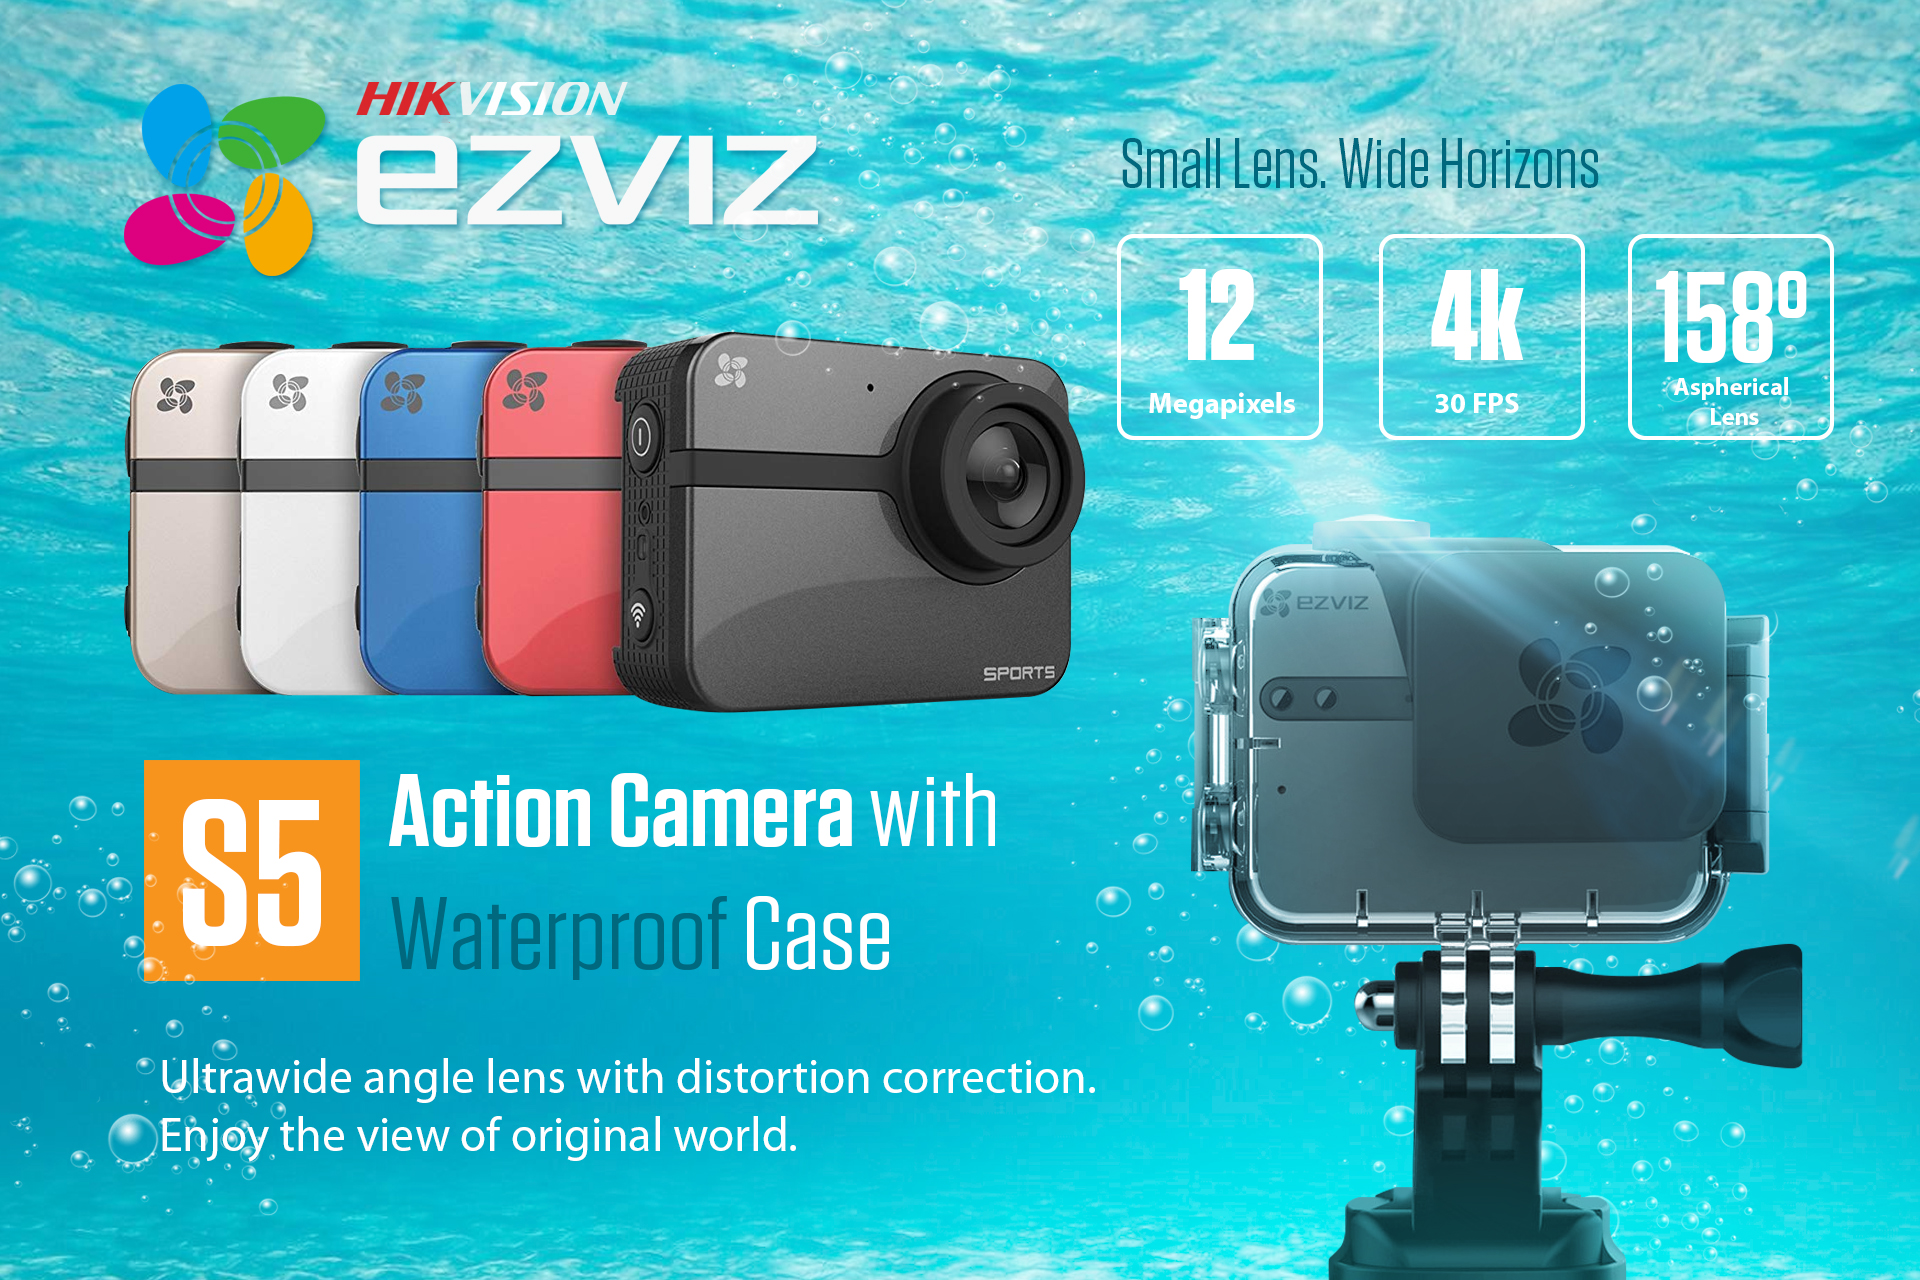 HIKVISION
ezviz
Small Lens. Wide Horizons
12
Megapixels
4k
30 FPS
158º
Aspherical
Lens
SPORTS
ezviz
S5
Action Camera with
Waterproof Case
Ultrawide angle lens with distortion correction.
Enjoy the view of original world.